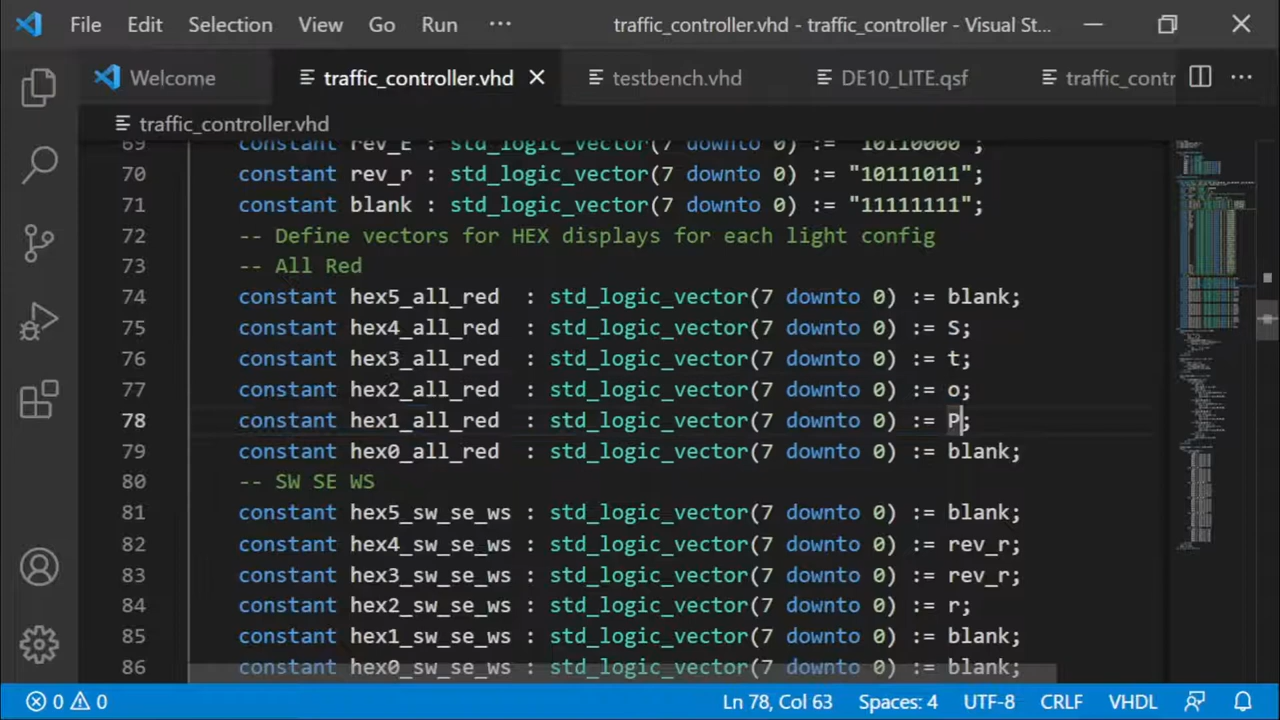 File Edit Selection View Go Run ··· traffic_controller.vhd - traffic_controller - Visual St...
Welcome traffic_controller.vhd testbench.vhd DE10_LITE.qsf traffic_contr
traffic_controller.vhd
69 constant rev_E : std_logic_vector(7 downto 0) := "10110000";
70 constant rev_r : std_logic_vector(7 downto 0) := "10111011";
71 constant blank : std_logic_vector(7 downto 0) := "11111111";
72 -- Define vectors for HEX displays for each light config
73 -- All Red
74 constant hex5_all_red : std_logic_vector(7 downto 0) := blank;
75 constant hex4_all_red : std_logic_vector(7 downto 0) := S;
76 constant hex3_all_red : std_logic_vector(7 downto 0) := t;
77 constant hex2_all_red : std_logic_vector(7 downto 0) := o;
78 constant hex1_all_red : std_logic_vector(7 downto 0) := P;
79 constant hex0_all_red : std_logic_vector(7 downto 0) := blank;
80 -- SW SE WS
81 constant hex5_sw_se_ws : std_logic_vector(7 downto 0) := blank;
82 constant hex4_sw_se_ws : std_logic_vector(7 downto 0) := rev_r;
83 constant hex3_sw_se_ws : std_logic_vector(7 downto 0) := rev_r;
84 constant hex2_sw_se_ws : std_logic_vector(7 downto 0) := r;
85 constant hex1_sw_se_ws : std_logic_vector(7 downto 0) := blank;
86 constant hex0_sw_se_ws : std_logic_vector(7 downto 0) := blank;
0 0 Ln 78, Col 63 Spaces: 4 UTF-8 CRLF VHDL